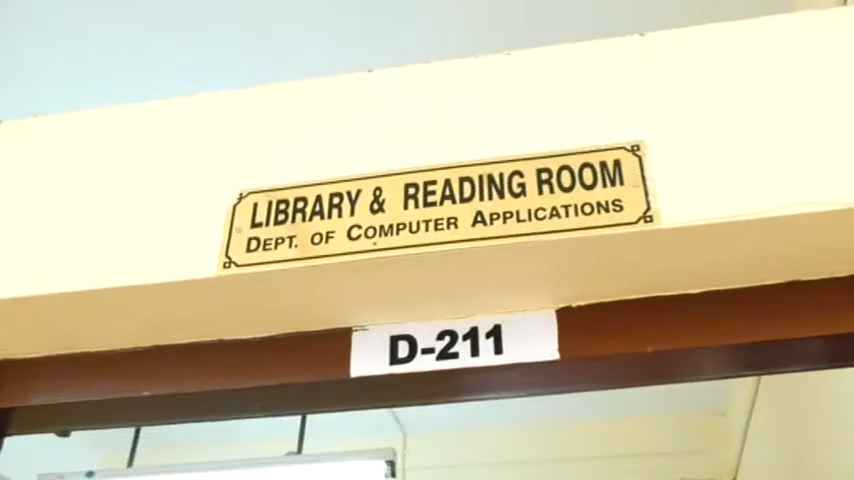 LIBRARY & READING ROOM
DEPT. OF COMPUTER APPLICATIONS
D-211